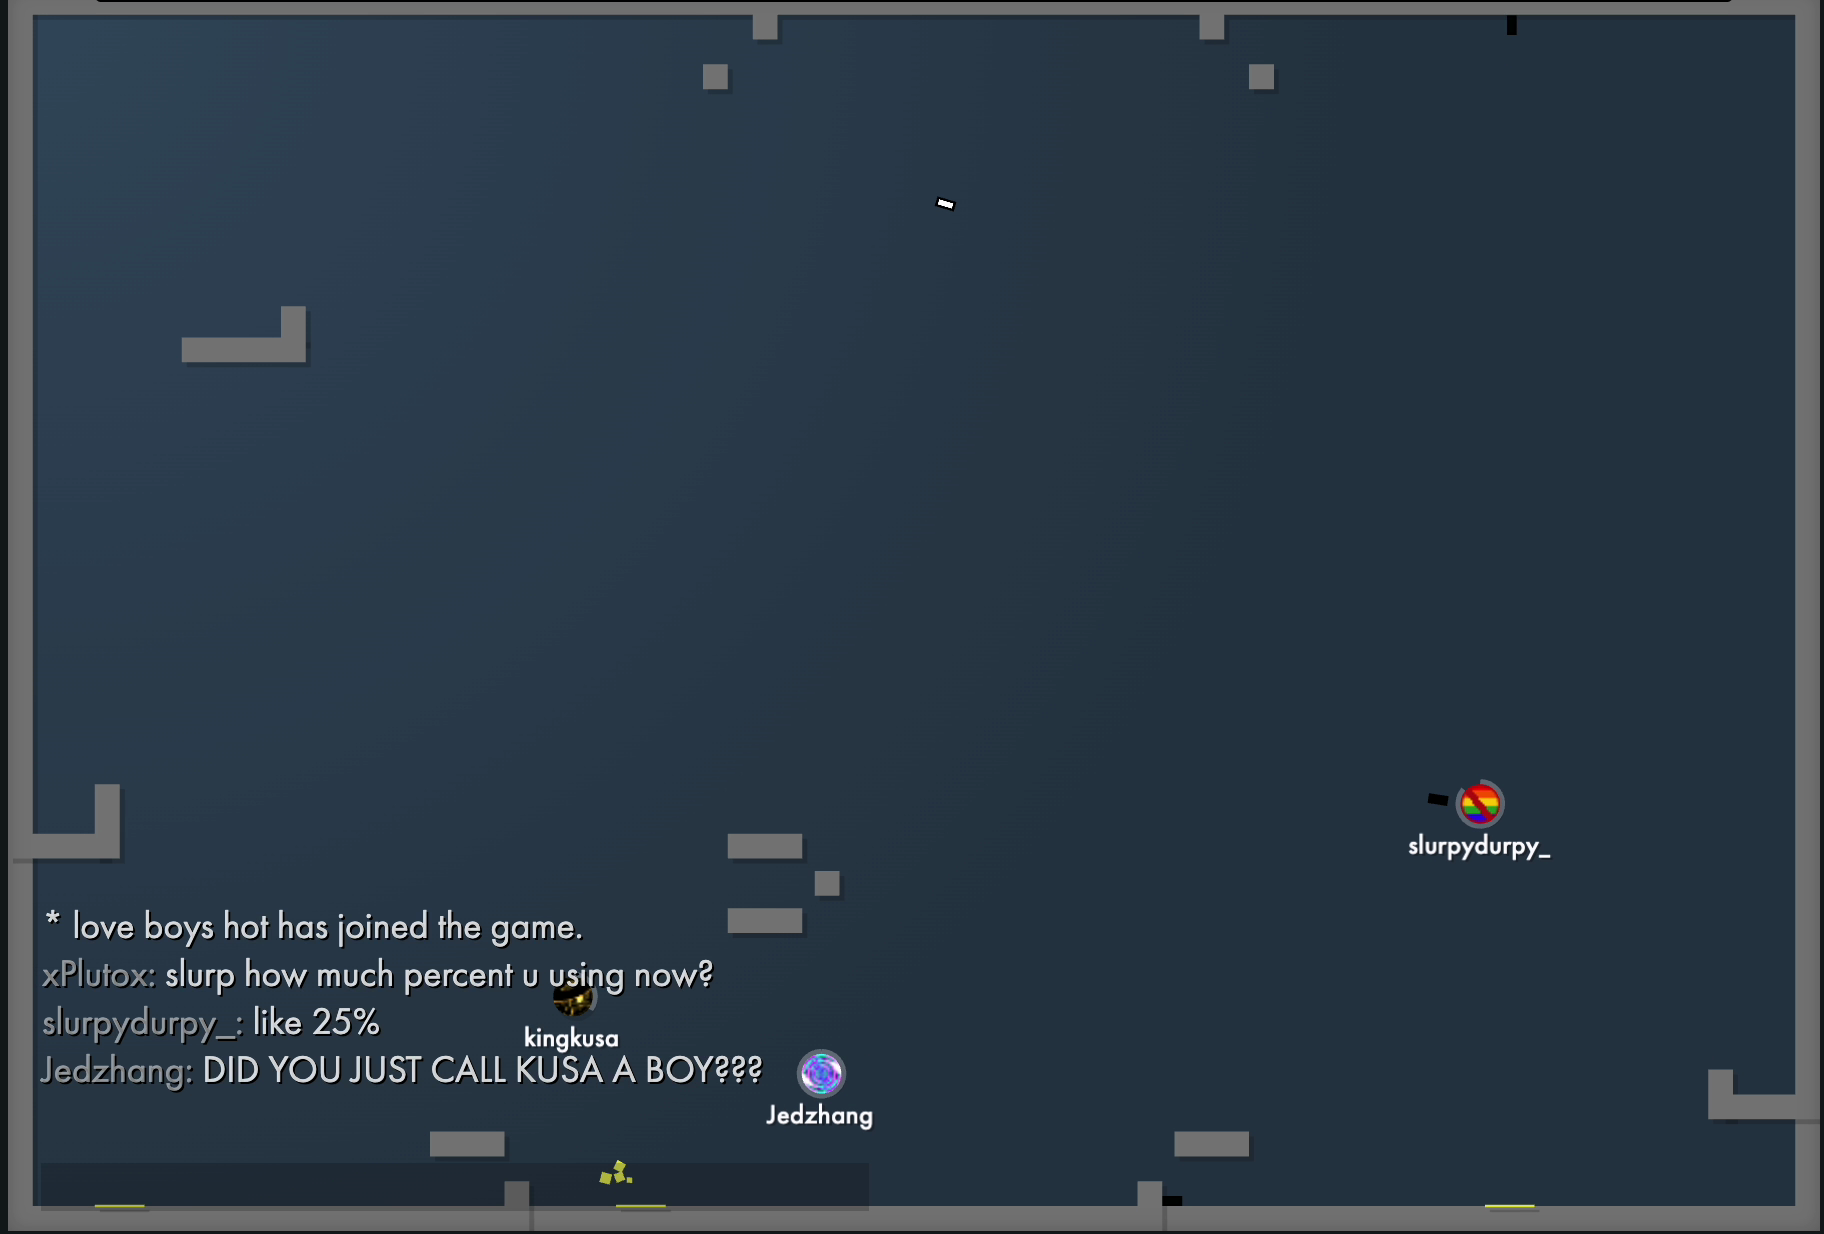 slurpydurpy_
* love boys hot has joined the game.
xPlutox: slurp how much percent u using now?
slurpydurpy_: like 25%
kingkusa
Jedzhang: DID YOU JUST CALL KUSA A BOY???
Jedzhang